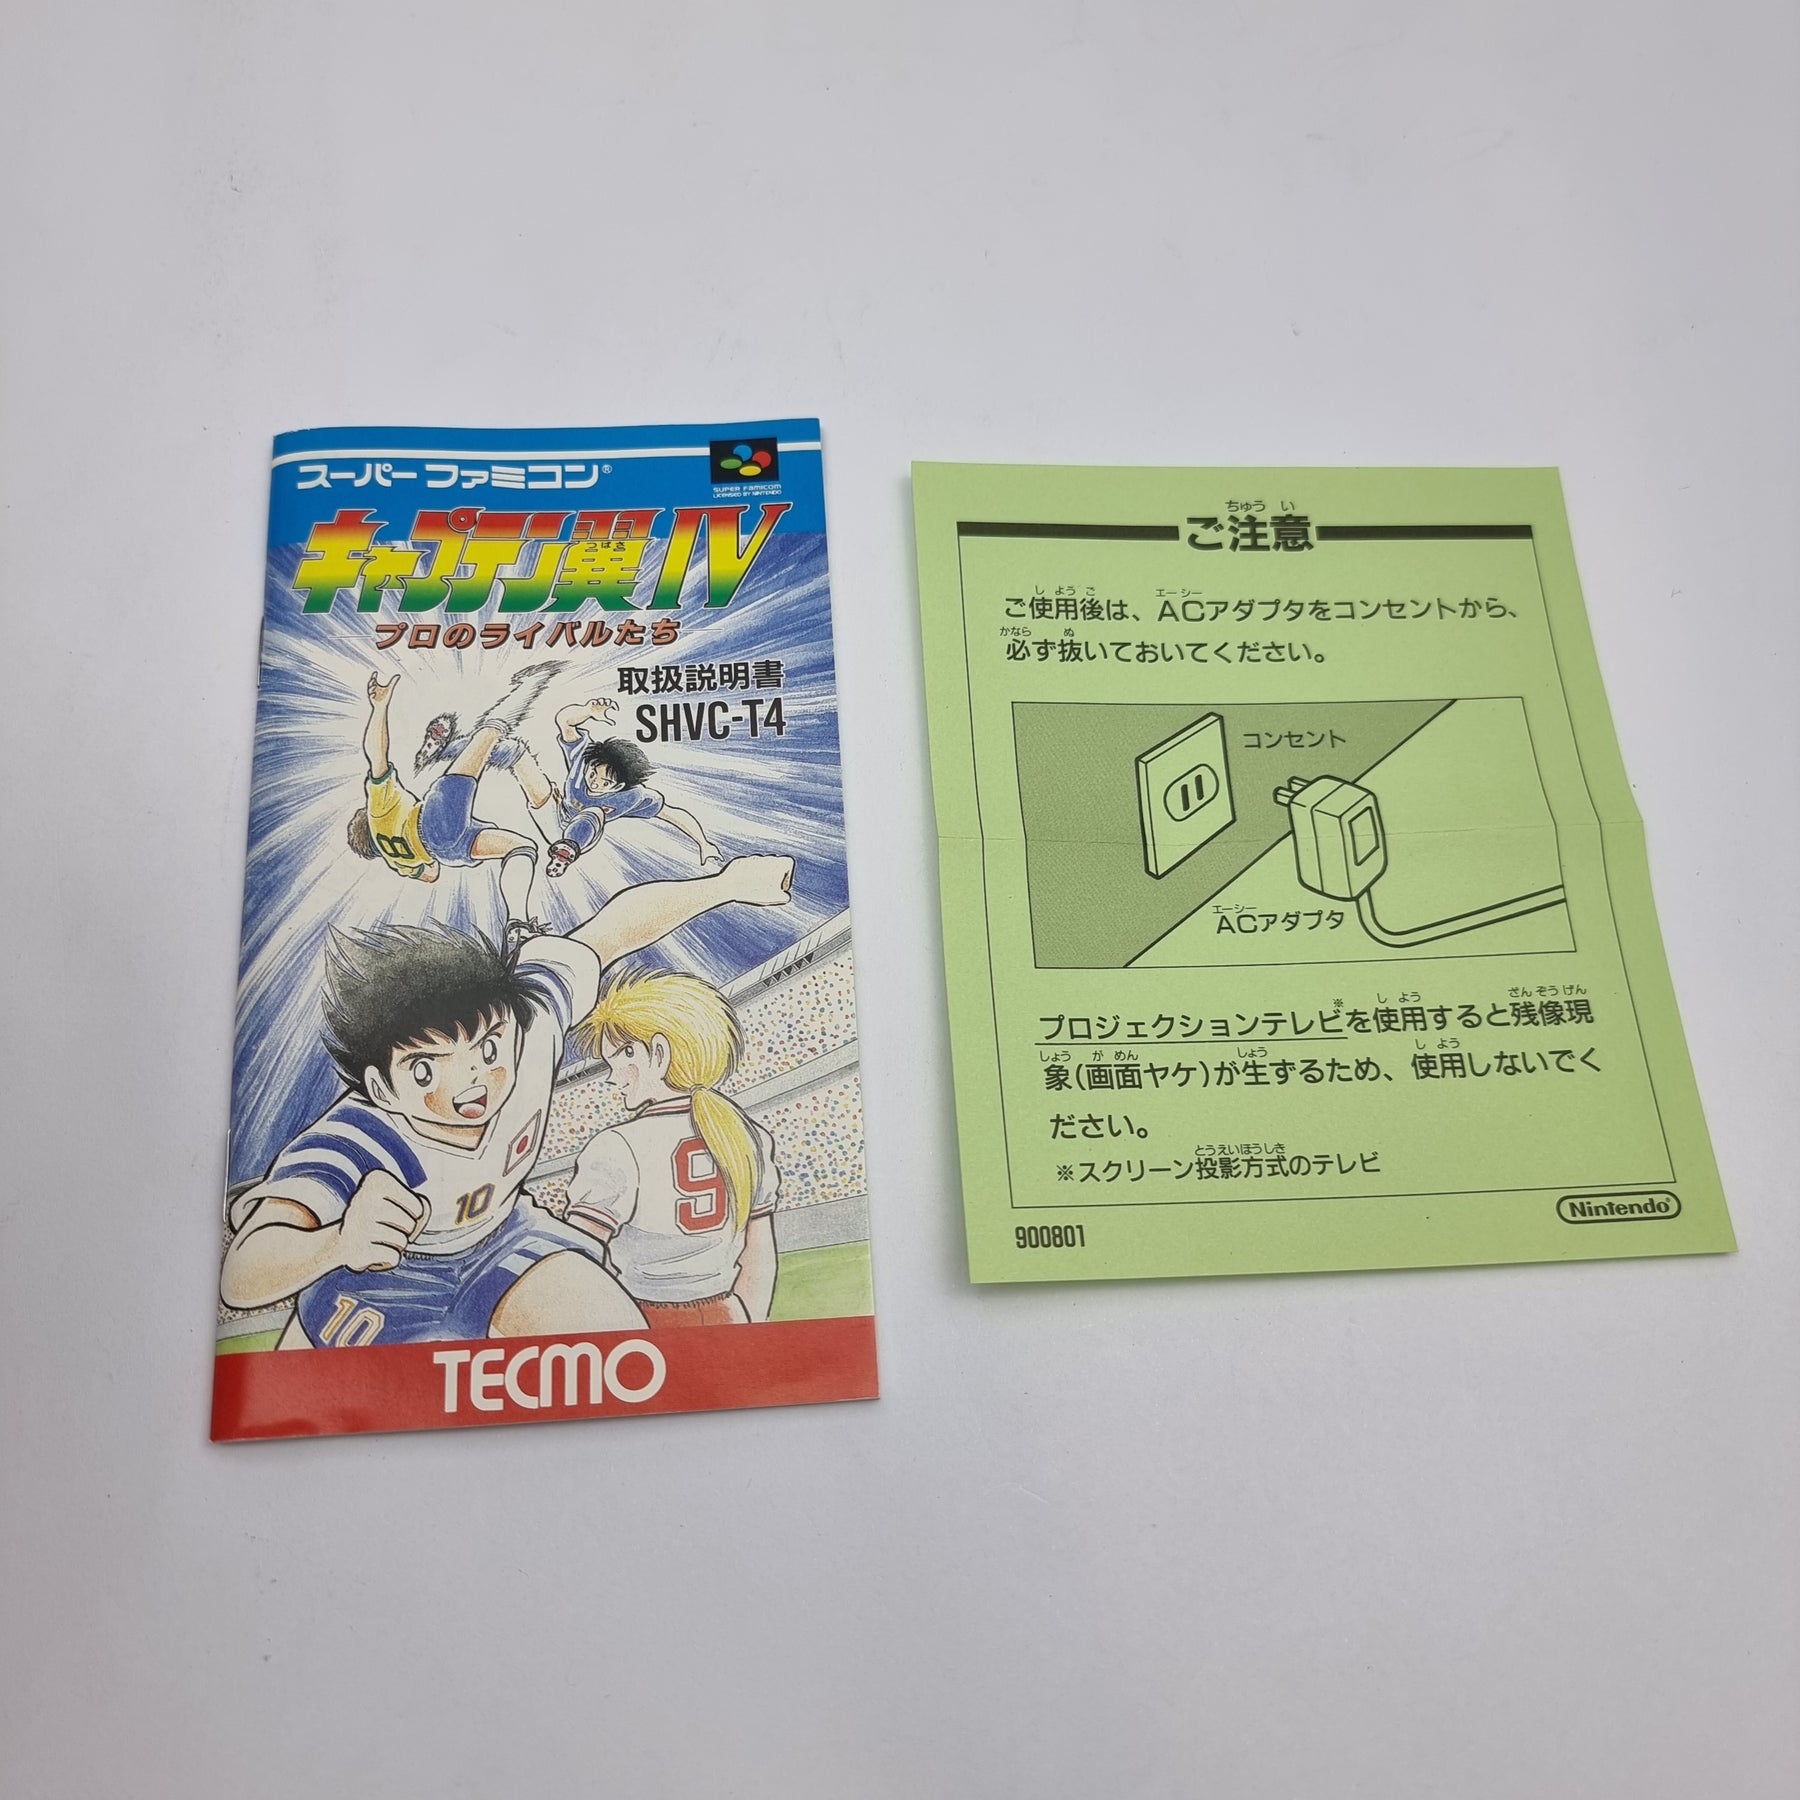 スーパーファミコン®
SUPER FAMICOM
LICENSED BY NINTENDO
キャプテン翼IV
つばさ
プロのライバルたち
取扱説明書
SHVC-T4
8
10
9
10
TECMO
ちゅう い
ご注意
し よう ご エーシー
ご使用後は、ACアダプタをコンセントから、
かなら ぬ
必ず抜いておいてください。
コンセント
エーシー
ACアダプタ
※ し よう ざん ぞう げん
プロジェクションテレビを使用すると残像現
しょう が めん しょう し よう
象(画面ヤケ)が生ずるため、使用しないでく
ださい。
とうえいほうしき
※スクリーン投影方式のテレビ
Nintendo®
900801